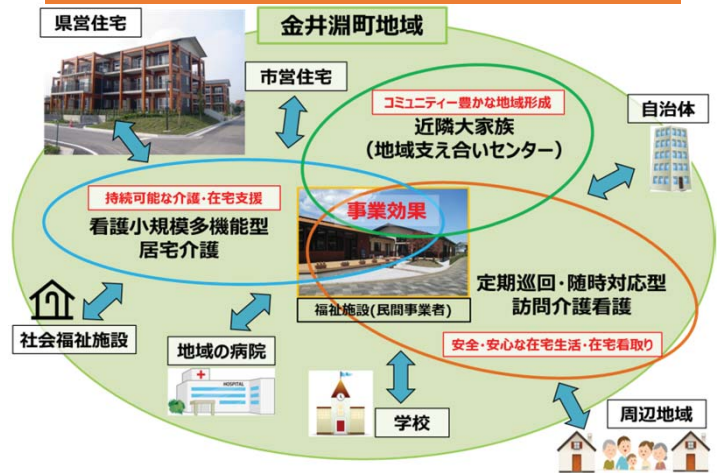 金井淵町地域
県営住宅
市営住宅
コミュニティー豊かな地域形成
近隣大家族
(地域支え合いセンター)
自治体
持続可能な介護・在宅支援
看護小規模多機能型
居宅介護
事業効果
定期巡回・随時対応型
訪問介護看護
福祉施設(民間事業者)
安全・安心な在宅生活・在宅看取り
社会福祉施設
地域の病院
HOSPITAL
学校
周辺地域